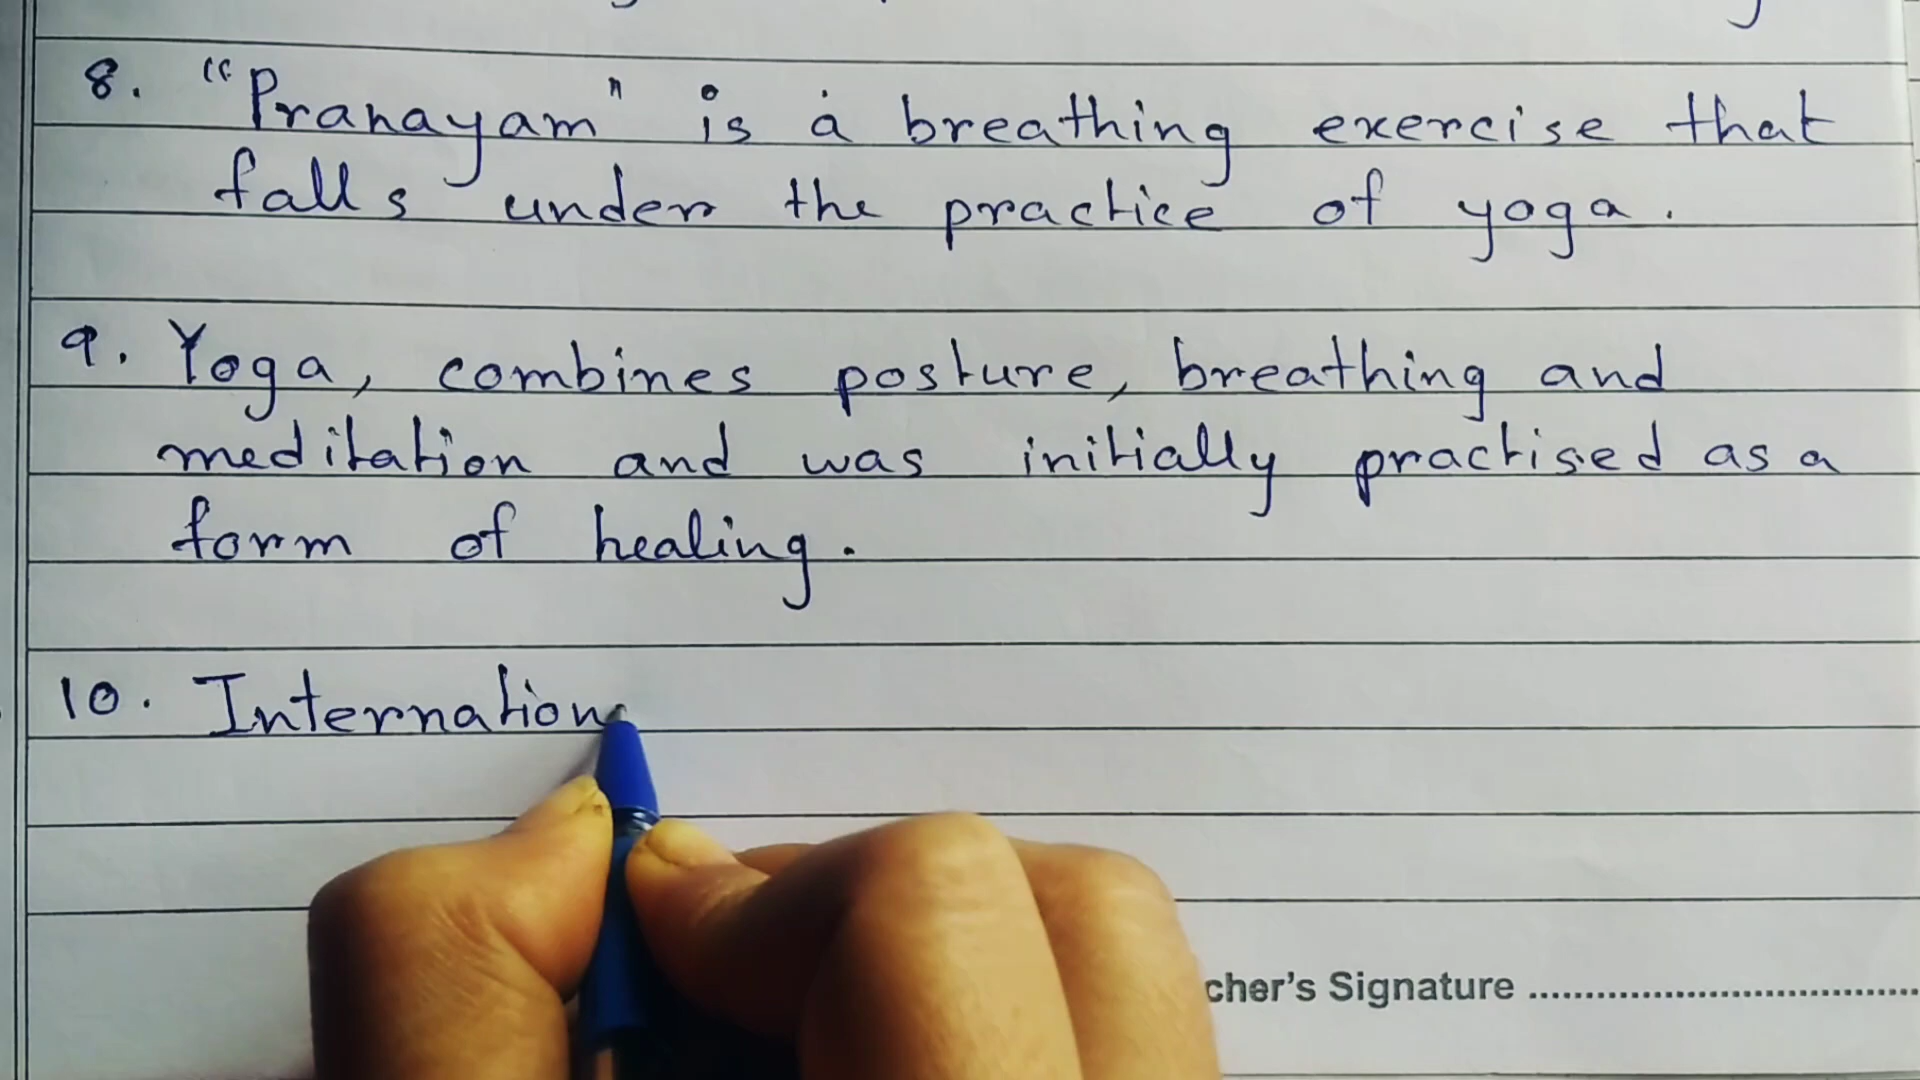 8. "Pranayam" is a breathing exercise that
falls under the practice of yoga.
9. Yoga, combines posture, breathing and
meditation and was initially practised as a
form of healing.
10. Internation
cher's Signature ....................................